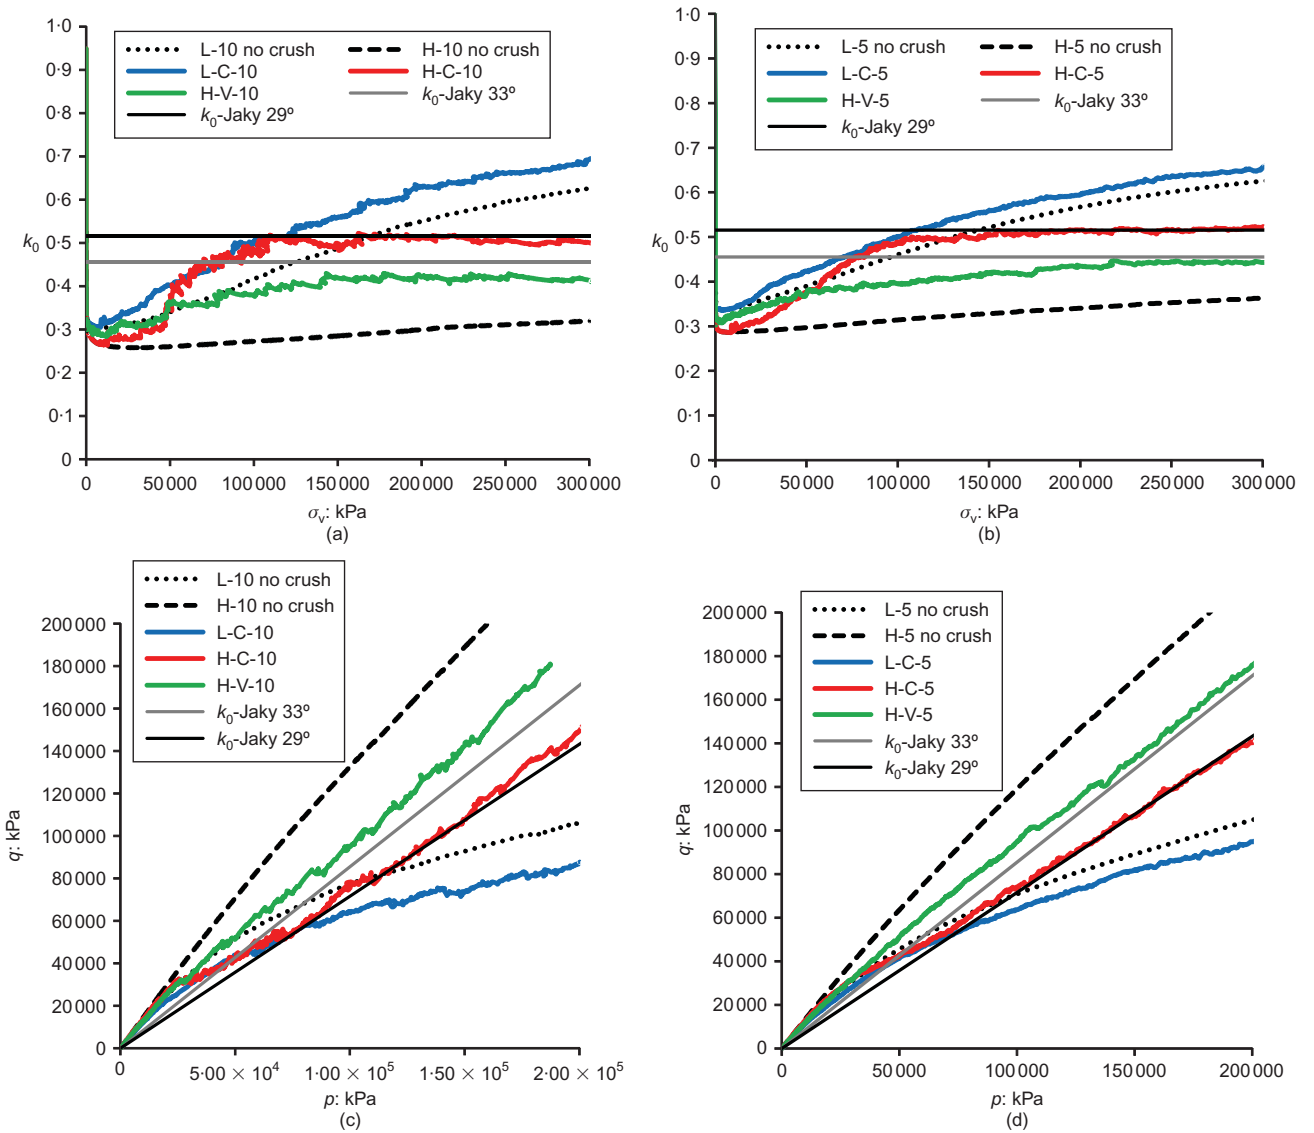 1·0
0·9
0·8
0·7
0·6
k0 0·5
0·4
0·3
0·2
0·1
0
L-10 no crush H-10 no crush
L-C-10 H-C-10
H-V-10 k0-Jaky 33º
k0-Jaky 29º
0 50 000 100 000 150 000 200 000 250 000 300 000
σv: kPa
(a)
1·0
0·9
0·8
0·7
0·6
k0 0·5
0·4
0·3
0·2
0·1
0
L-5 no crush H-5 no crush
L-C-5 H-C-5
H-V-5 k0-Jaky 33º
k0-Jaky 29º
0 50 000 100 000 150 000 200 000 250 000 300 000
σv: kPa
(b)
L-10 no crush
H-10 no crush
L-C-10
H-C-10
H-V-10
k0-Jaky 33º
k0-Jaky 29º
200 000
180 000
160 000
140 000
120 000
100 000
80 000
60 000
40 000
20 000
0
q: kPa
0 5·00 × 10⁴ 1·00 × 10⁵ 1·50 × 10⁵ 2·00 × 10⁵
p: kPa
(c)
L-5 no crush
H-5 no crush
L-C-5
H-C-5
H-V-5
k0-Jaky 33º
k0-Jaky 29º
200 000
180 000
160 000
140 000
120 000
100 000
80 000
60 000
40 000
20 000
0
q: kPa
0 50 000 100 000 150 000 200 000
p: kPa
(d)